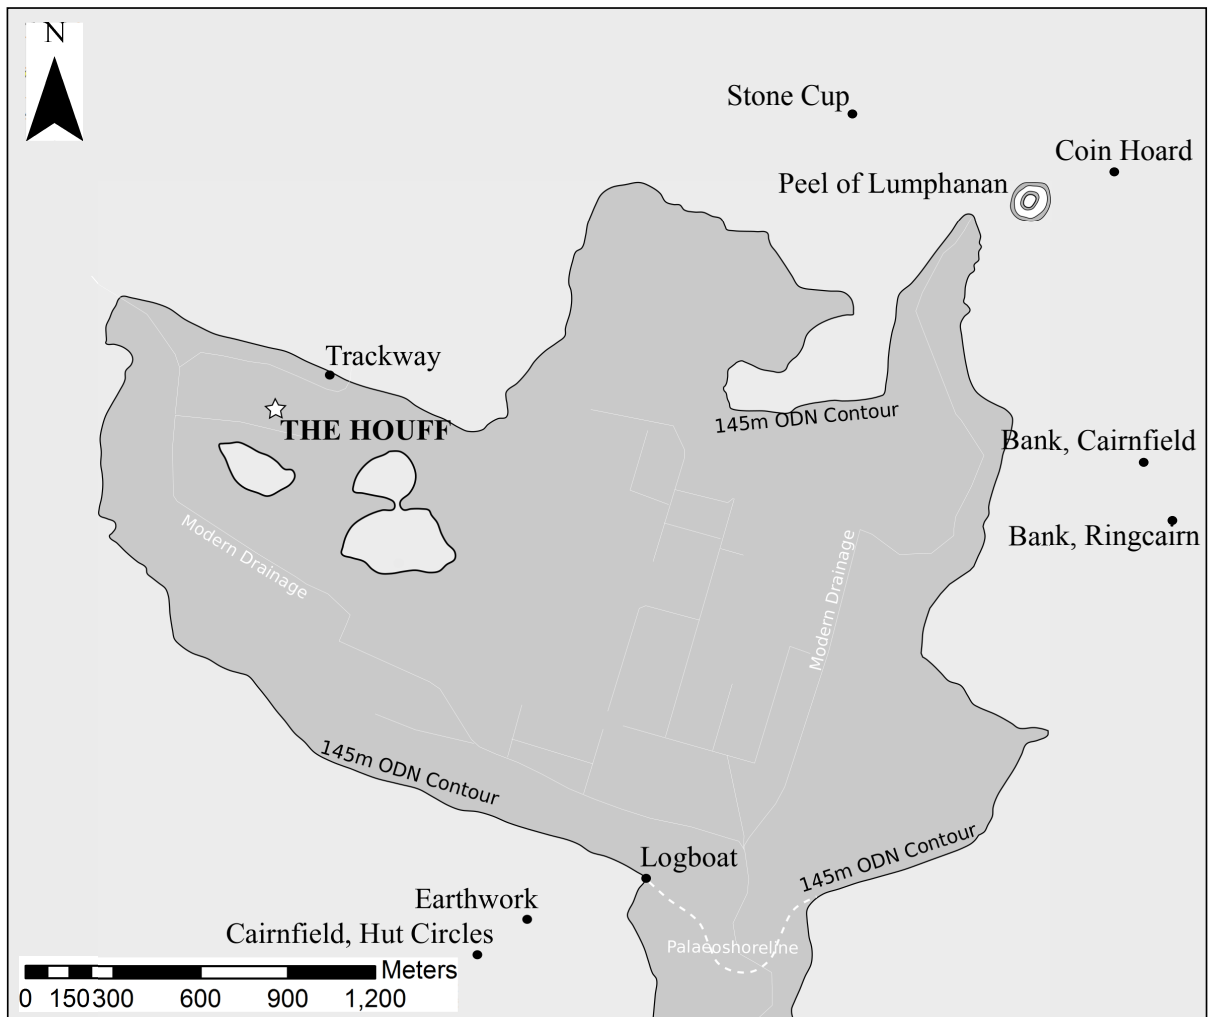 N
Stone Cup
Coin Hoard
Peel of Lumphanan
Trackway
THE HOUFF
145m ODN Contour
Bank, Cairnfield
Bank, Ringcairn
Modern Drainage
Modern Drainage
145m ODN Contour
145m ODN Contour
Logboat
Earthwork
Cairnfield, Hut Circles
Palaeoshoreline
Meters
0 150 300 600 900 1,200